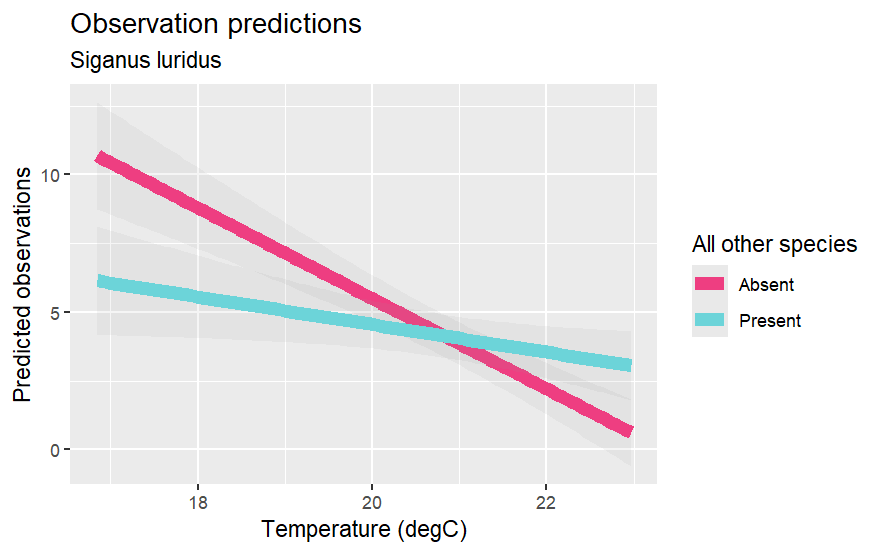 Observation predictions
Siganus luridus
Predicted observations
10
5
0
18
20
22
Temperature (degC)
All other species
Absent
Present